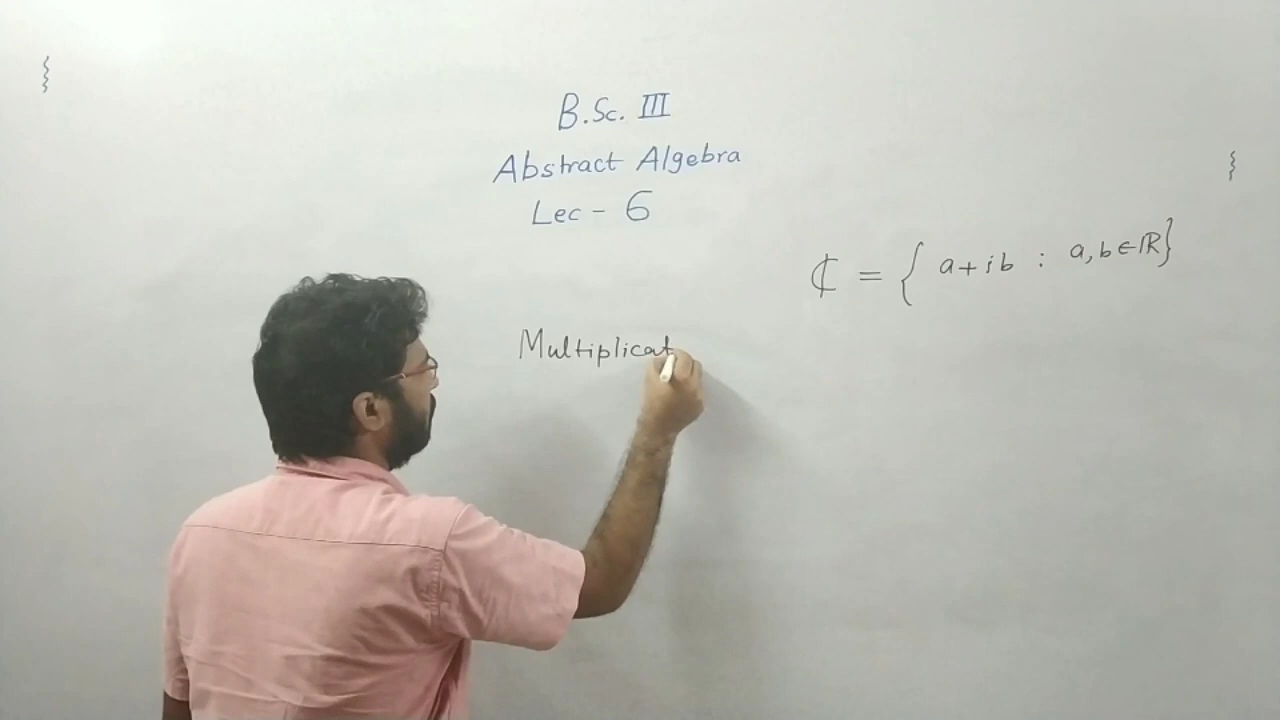 B.Sc. III
Abstract Algebra
Lec - 6
ℂ = { a+ib : a,b∈ℝ}
Multiplicat